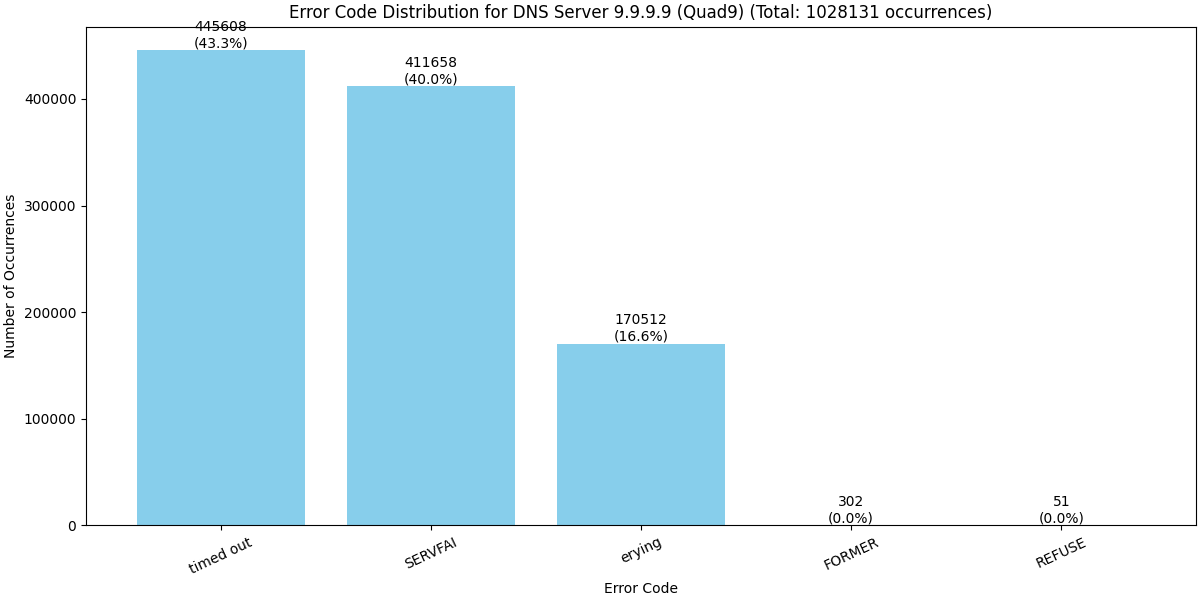 Error Code Distribution for DNS Server 9.9.9.9 (Quad9) (Total: 1028131 occurrences)
445608
(43.3%)
411658
(40.0%)
170512
(16.6%)
302
(0.0%)
51
(0.0%)
Number of Occurrences
400000
300000
200000
100000
0
timed out
SERVFAI
erying
FORMER
REFUSE
Error Code